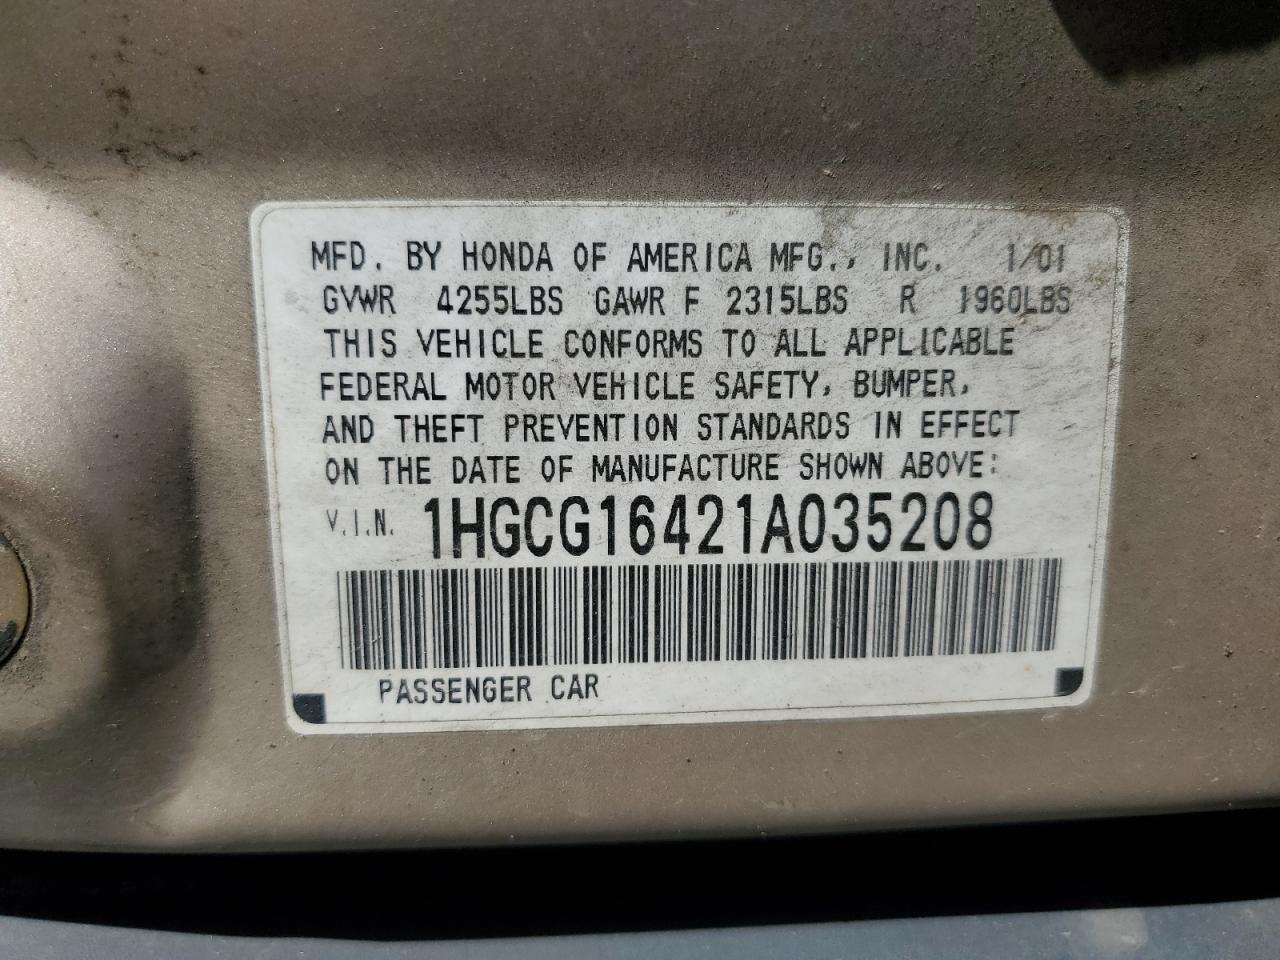 MFD. BY HONDA OF AMERICA MFG., INC. 1/01
GVWR 4255LBS GAWR F 2315LBS R 1960LBS
THIS VEHICLE CONFORMS TO ALL APPLICABLE
FEDERAL MOTOR VEHICLE SAFETY, BUMPER,
AND THEFT PREVENTION STANDARDS IN EFFECT
ON THE DATE OF MANUFACTURE SHOWN ABOVE:
V.I.N. 1HGCG16421A035208
PASSENGER CAR